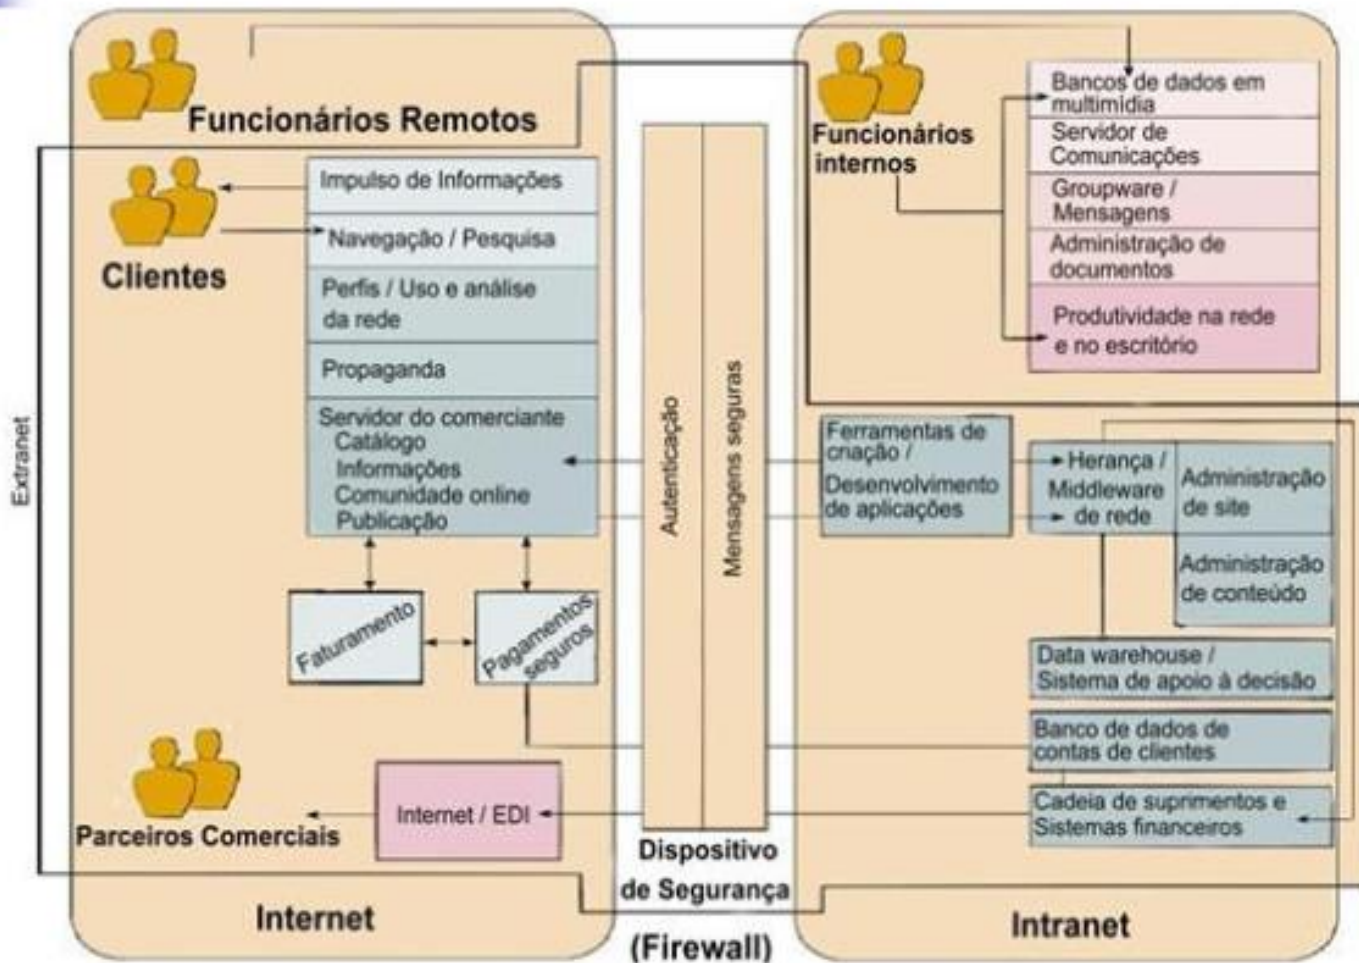 Funcionários Remotos
Clientes
Impulso de Informações
Navegação / Pesquisa
Perfis / Uso e análise
da rede
Propaganda
Servidor do comerciante
Catálogo
Informações
Comunidade online
Publicação
Faturamento
Pagamentos
seguros
Parceiros Comerciais
Internet / EDI
Internet
Extranet
Autenticação
Mensagens seguras
Dispositivo
de Segurança
(Firewall)
Funcionários
internos
Bancos de dados em
multimídia
Servidor de
Comunicações
Groupware /
Mensagens
Administração de
documentos
Produtividade na rede
e no escritório
Ferramentas de
criação /
Desenvolvimento
de aplicações
Herança /
Middleware
de rede
Administração
de site
Administração
de conteúdo
Data warehouse /
Sistema de apoio à decisão
Banco de dados de
contas de clientes
Cadeia de suprimentos e
Sistemas financeiros
Intranet